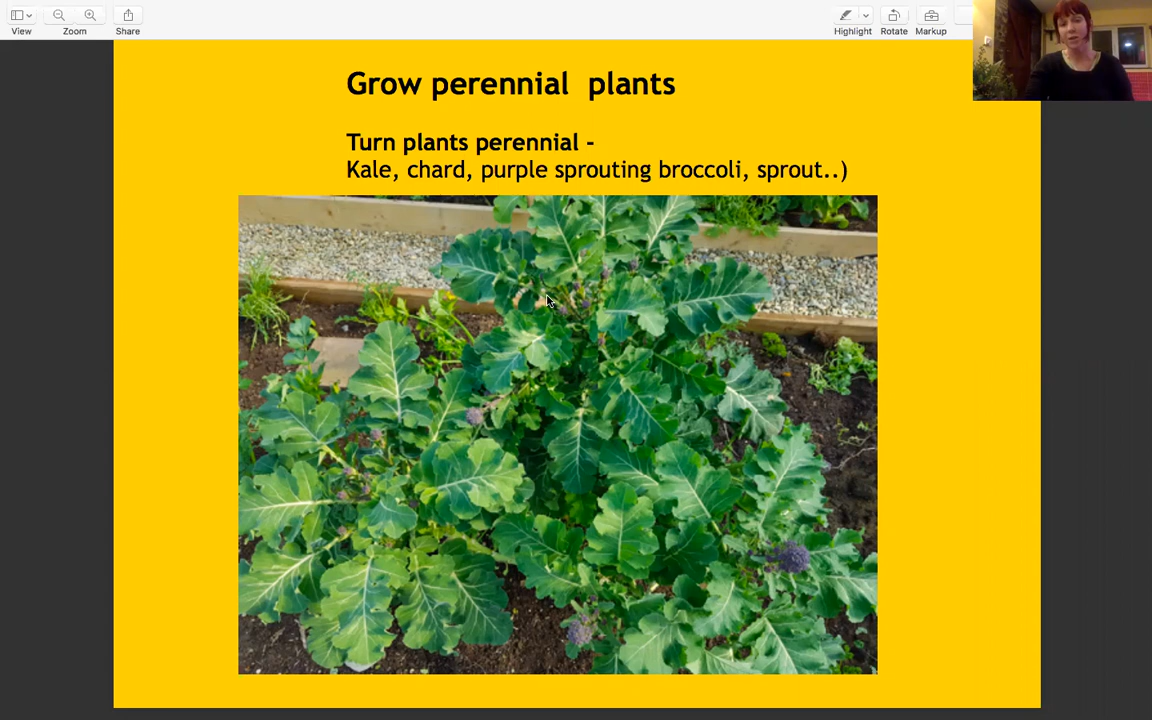 View
Zoom
Share
Highlight
Rotate
Markup
Grow perennial  plants
Turn plants perennial -
Kale, chard, purple sprouting broccoli, sprout..)